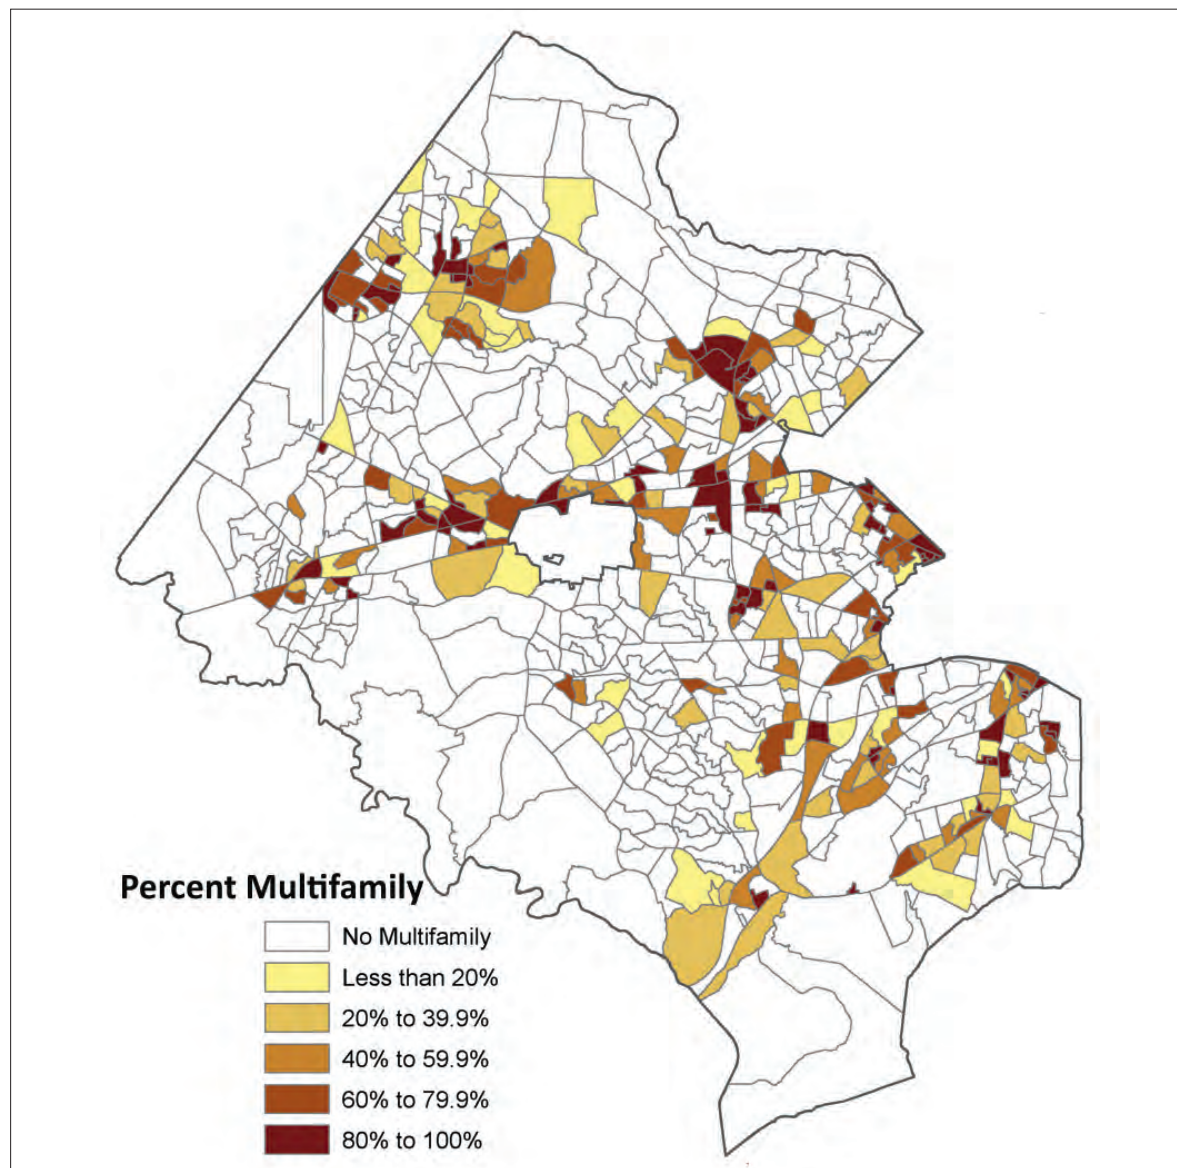 Percent Multifamily
No Multifamily
Less than 20%
20% to 39.9%
40% to 59.9%
60% to 79.9%
80% to 100%